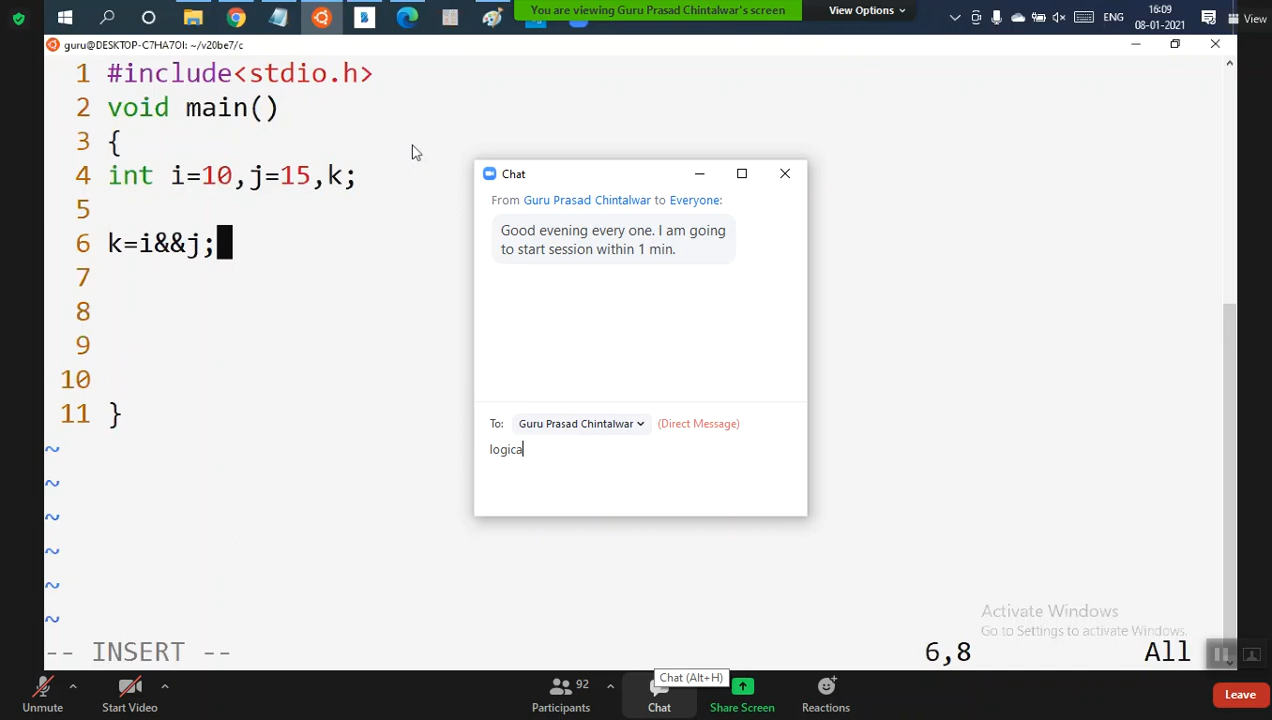 You are viewing Guru Prasad Chintalwar's screen
View Options
ENG
16:09
08-01-2021
View
guru@DESKTOP-C7HA7OI: ~/v20be7/c
1 #include<stdio.h>
2 void main()
3 {
4 int i=10,j=15,k;
5
6 k=i&&j;
7
8
9
10
11 }
~
~
~
~
~
~
-- INSERT --
6,8
All
Chat
From Guru Prasad Chintalwar to Everyone:
Good evening every one. I am going
to start session within 1 min.
To: Guru Prasad Chintalwar (Direct Message)
logica
Activate Windows
Go to Settings to activate Windows.
Chat (Alt+H)
92
Unmute
Start Video
Participants
Chat
Share Screen
Reactions
Leave